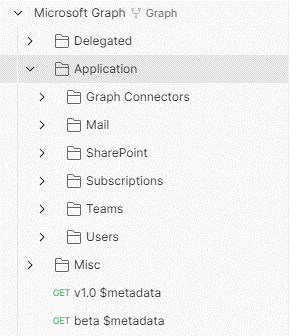 Microsoft Graph Graph
Delegated
Application
Graph Connectors
Mail
SharePoint
Subscriptions
Teams
Users
Misc
GET v1.0 $metadata
GET beta $metadata